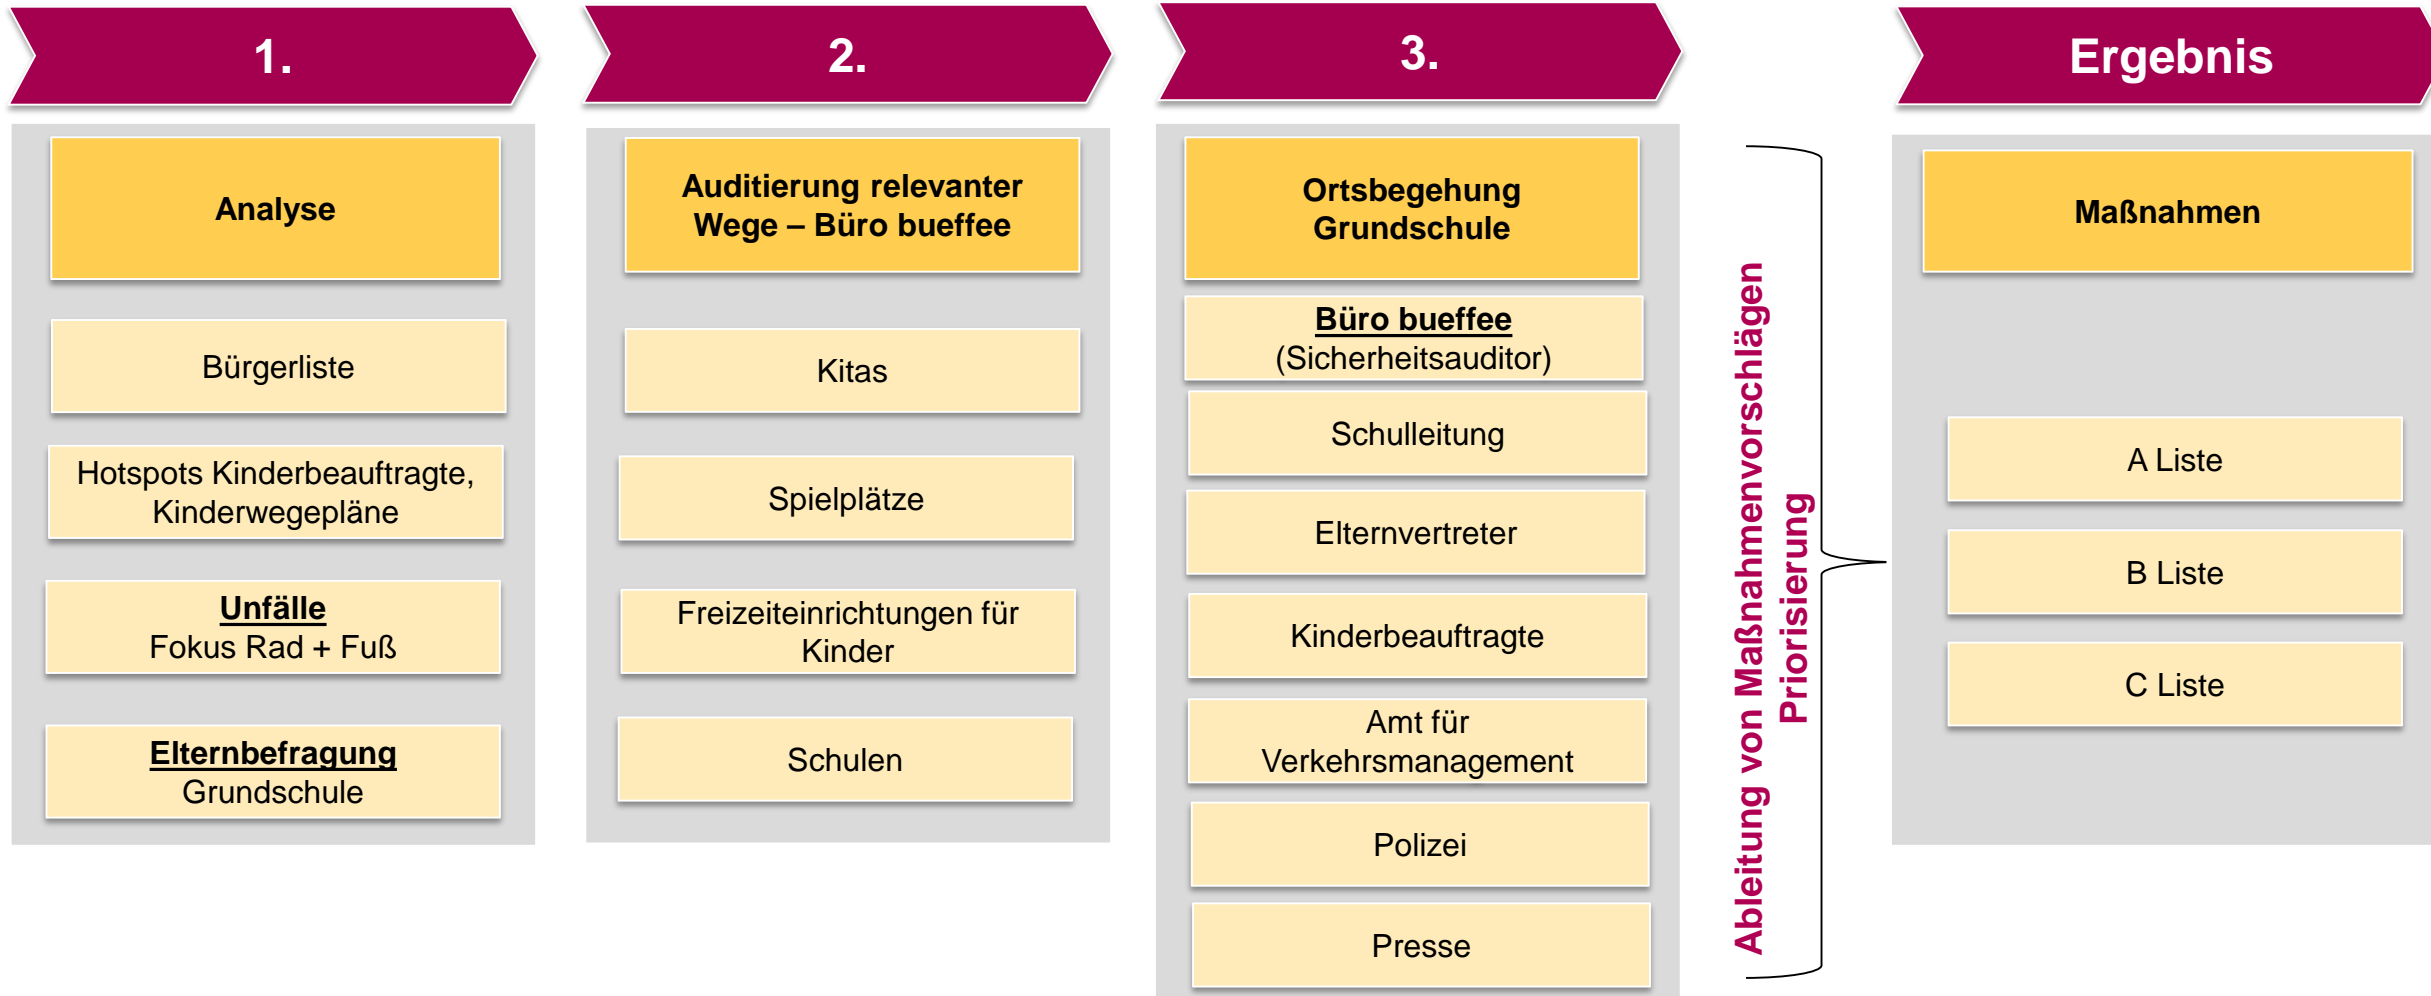 1.
Analyse
Bürgerliste
Hotspots Kinderbeauftragte,
Kinderwegepläne
Unfälle
Fokus Rad + Fuß
Elternbefragung
Grundschule
2.
Auditierung relevanter
Wege – Büro bueffee
Kitas
Spielplätze
Freizeiteinrichtungen für
Kinder
Schulen
3.
Ortsbegehung
Grundschule
Büro bueffee
(Sicherheitsauditor)
Schulleitung
Elternvertreter
Kinderbeauftragte
Amt für
Verkehrsmanagement
Polizei
Presse
Ableitung von Maßnahmenvorschlägen
Priorisierung
Ergebnis
Maßnahmen
A Liste
B Liste
C Liste